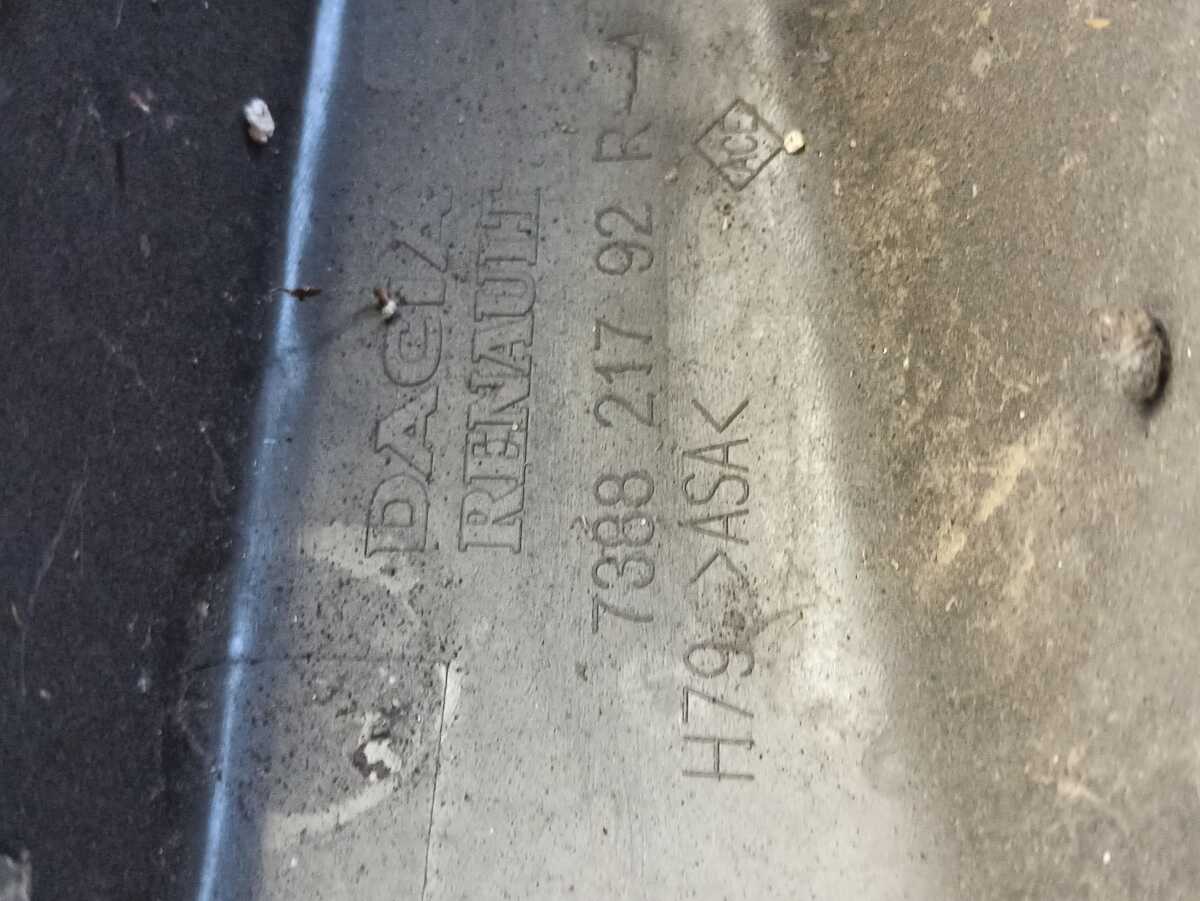 DACIA
RENAULT
7388 217 92 R-A
H79 >ASA<